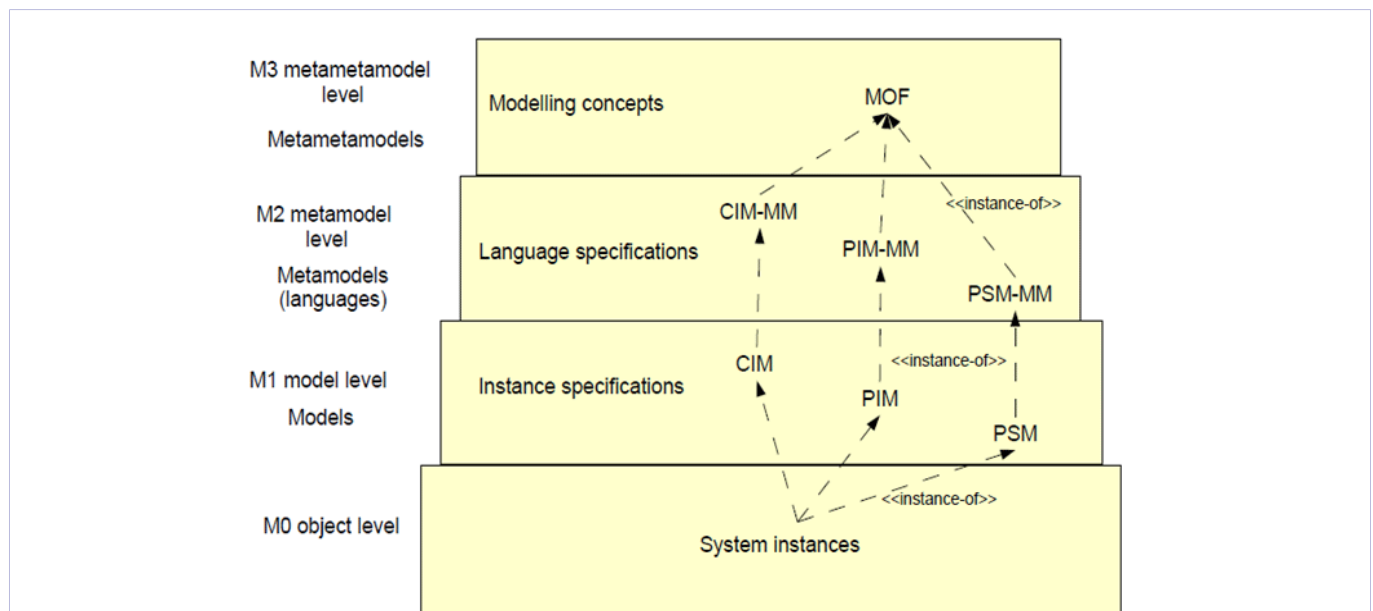 M3 metametamodel
level
Metametamodels
Modelling concepts
MOF
M2 metamodel
level
Metamodels
(languages)
Language specifications
CIM-MM
PIM-MM
<<instance-of>>
PSM-MM
M1 model level
Models
Instance specifications
CIM
PIM
<<instance-of>>
PSM
M0 object level
<<instance-of>>
System instances